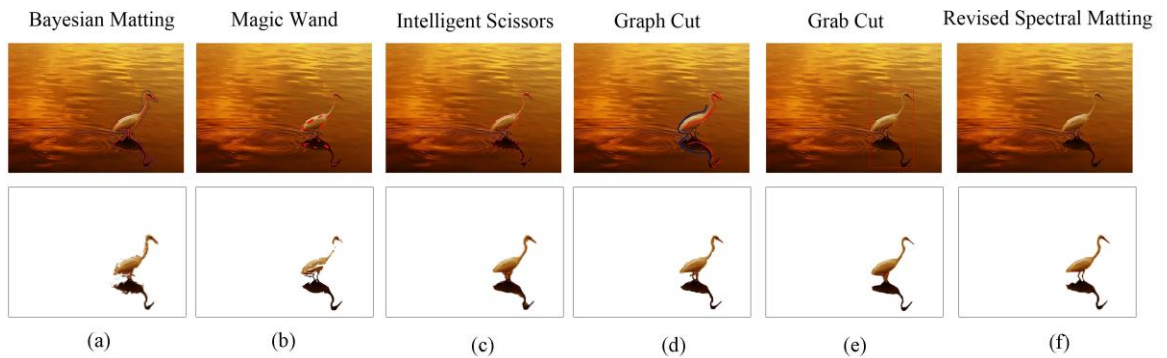 Bayesian Matting
Magic Wand
Intelligent Scissors
Graph Cut
Grab Cut
Revised Spectral Matting
(a)
(b)
(c)
(d)
(e)
(f)